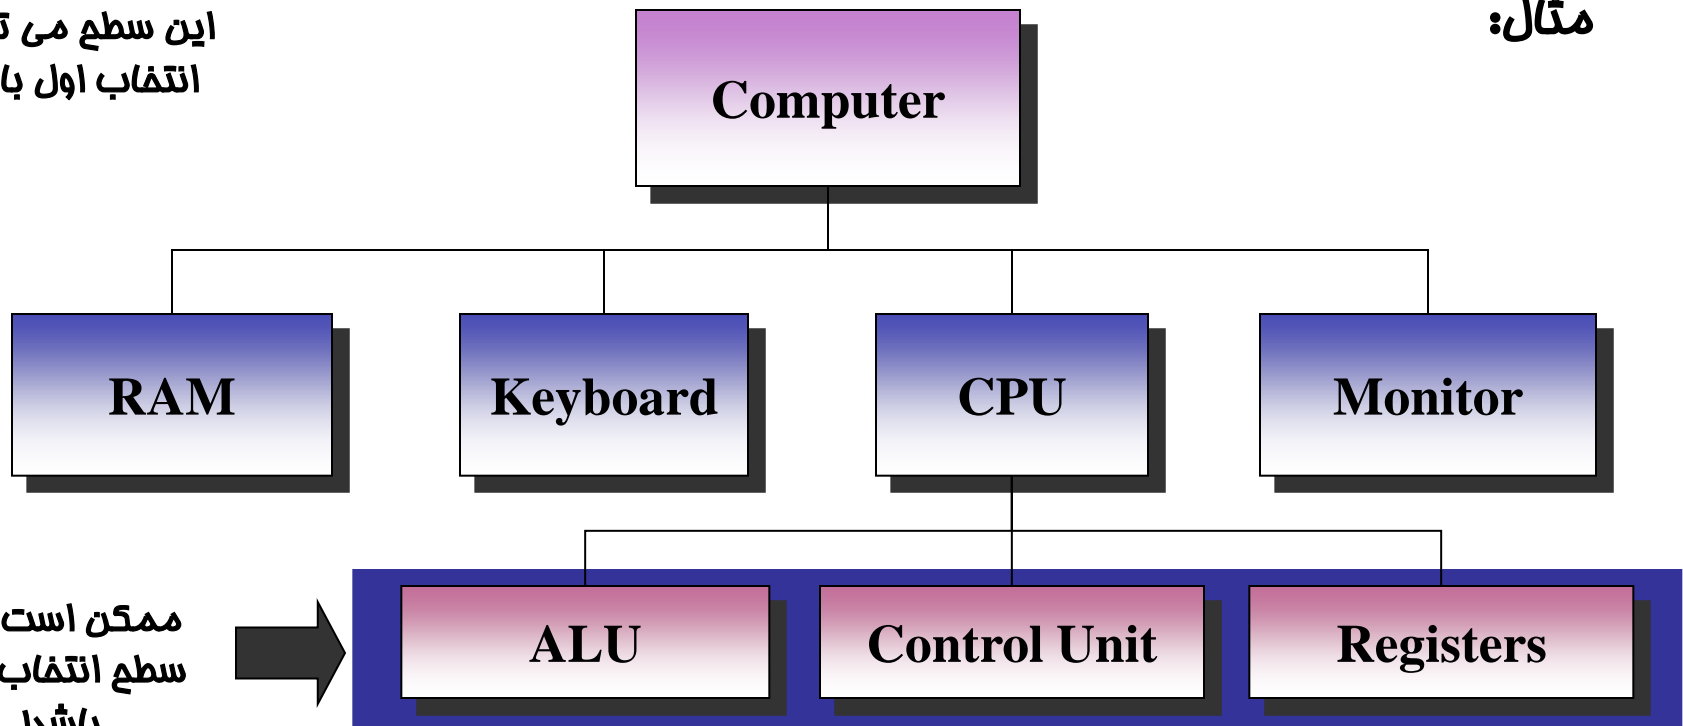 مثال:
این سطح می
انتخاب اول
Computer
RAM
Keyboard
CPU
Monitor
ممکن است
سطح انتخاب
ALU
Control Unit
Registers